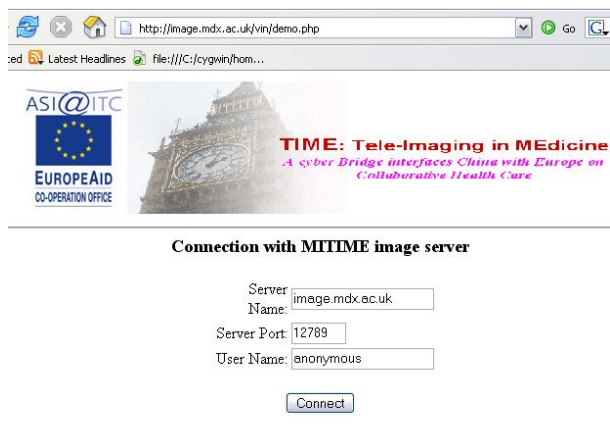 http://image.mdx.ac.uk/vin/demo.php Go G
ced Latest Headlines file:///C:/cygwin/hom...
ASI@ITC
EUROPEAID
CO-OPERATION OFFICE
TIME: Tele-Imaging in MEdicine
A cyber Bridge interfaces China with Europe on
Collaborative Health Care
Connection with MITIME image server
Server
Name: image.mdx.ac.uk
Server Port: 12789
User Name: anonymous
Connect